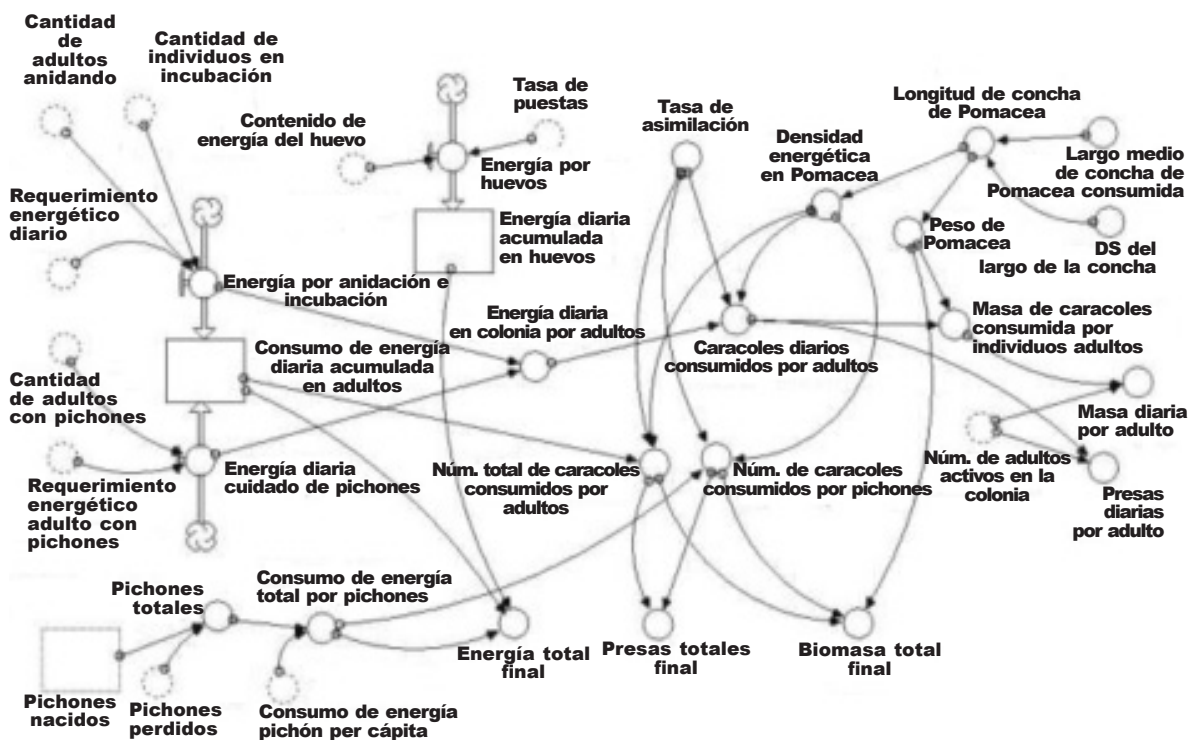 Cantidad
de
adultos
anidando
Cantidad de
individuos en
incubación
Contenido de
energía del huevo
Tasa de
puestas
Energía por
huevos
Tasa de
asimilación
Densidad
energética
en Pomacea
Longitud de concha
de Pomacea
Largo medio
de concha de
Pomacea consumida
Requerimiento
energético
diario
Energía diaria
acumulada
en huevos
Peso de
Pomacea
DS del
largo de la concha
Energía por anidación e
incubación
Energía diaria
en colonia por adultos
Consumo de energía
diaria acumulada
en adultos
Caracoles diarios
consumidos por adultos
Masa de caracoles
consumida por
individuos adultos
Cantidad
de adultos
con pichones
Masa diaria
por adulto
Requerimiento
energético
adulto con
pichones
Energía diaria
cuidado de pichones
Núm. total de caracoles
consumidos por
adultos
Núm. de caracoles
consumidos por pichones
Núm. de adultos
activos en la
colonia
Presas
diarias
por adulto
Pichones
totales
Consumo de energía
total por pichones
Energía total
final
Presas totales
final
Biomasa total
final
Pichones
nacidos
Pichones
perdidos
Consumo de energía
pichón per cápita